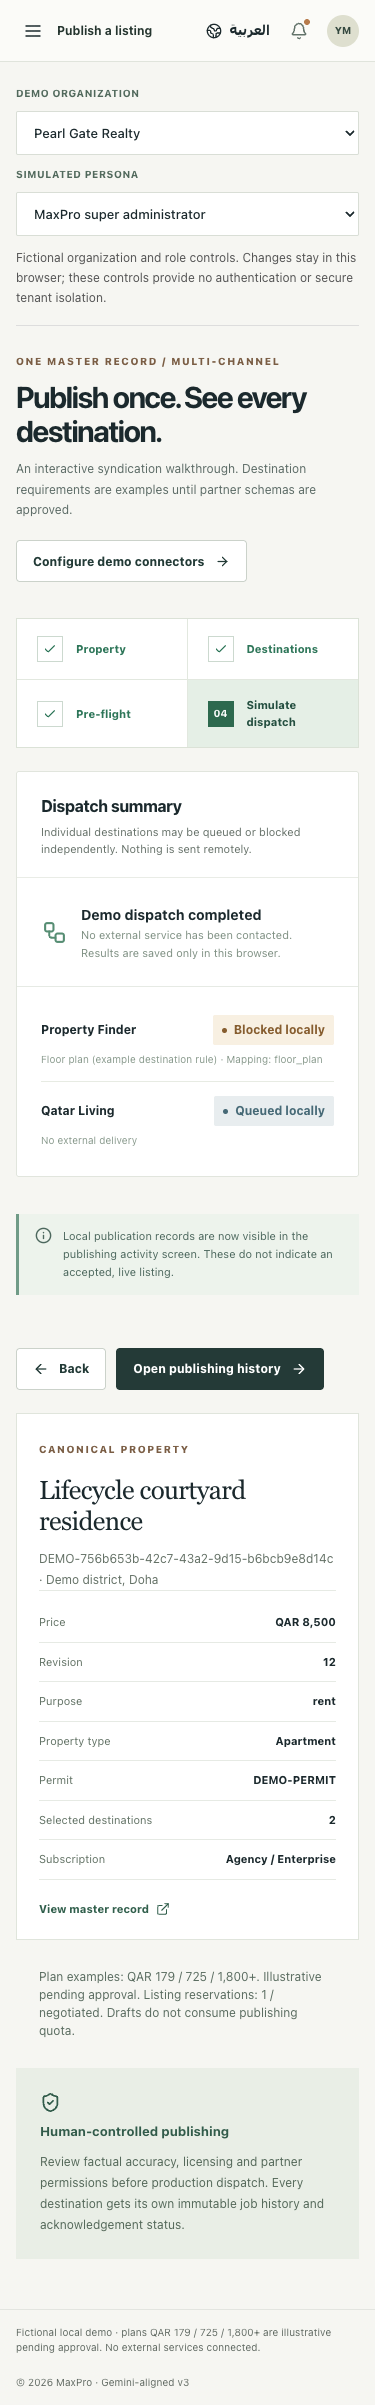 Publish a listing
العربية
YM
DEMO ORGANIZATION
Pearl Gate Realty
SIMULATED PERSONA
MaxPro super administrator
Fictional organization and role controls. Changes stay in this
browser; these controls provide no authentication or secure
tenant isolation.
ONE MASTER RECORD / MULTI-CHANNEL
Publish once. See every
destination.
An interactive syndication walkthrough. Destination
requirements are examples until partner schemas are
approved.
Configure demo connectors
Property
Destinations
Pre-flight
04
Simulate
dispatch
Dispatch summary
Individual destinations may be queued or blocked
independently. Nothing is sent remotely.
Demo dispatch completed
No external service has been contacted.
Results are saved only in this browser.
Property Finder
Blocked locally
Floor plan (example destination rule) · Mapping: floor_plan
Qatar Living
Queued locally
No external delivery
Local publication records are now visible in the
publishing activity screen. These do not indicate an
accepted, live listing.
Back
Open publishing history
CANONICAL PROPERTY
Lifecycle courtyard
residence
DEMO-756b653b-42c7-43a2-9d15-b6bcb9e8d14c
· Demo district, Doha
Price QAR 8,500
Revision 12
Purpose rent
Property type Apartment
Permit DEMO-PERMIT
Selected destinations 2
Subscription Agency / Enterprise
View master record
Plan examples: QAR 179 / 725 / 1,800+. Illustrative
pending approval. Listing reservations: 1 /
negotiated. Drafts do not consume publishing
quota.
Human-controlled publishing
Review factual accuracy, licensing and partner
permissions before production dispatch. Every
destination gets its own immutable job history and
acknowledgement status.
Fictional local demo · plans QAR 179 / 725 / 1,800+ are illustrative
pending approval. No external services connected.
© 2026 MaxPro · Gemini-aligned v3